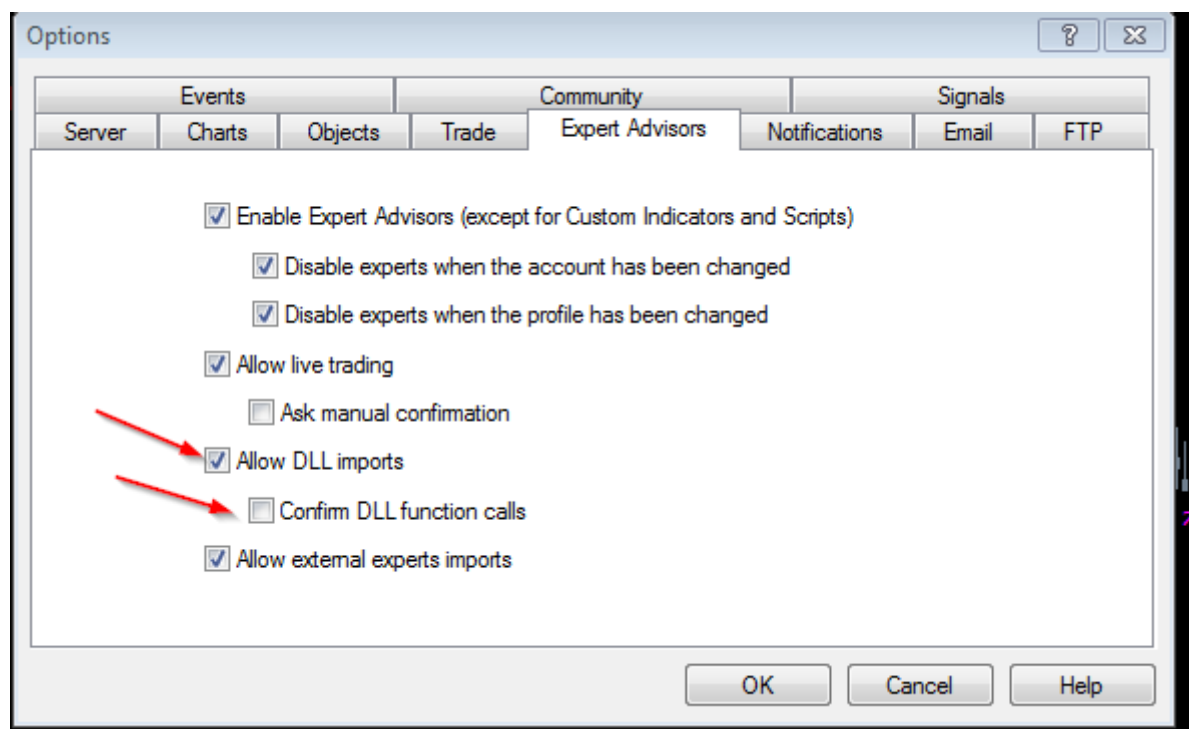 Options
Events Community Signals
Server Charts Objects Trade Expert Advisors Notifications Email FTP
Enable Expert Advisors (except for Custom Indicators and Scripts)
Disable experts when the account has been changed
Disable experts when the profile has been changed
Allow live trading
Ask manual confirmation
Allow DLL imports
Confirm DLL function calls
Allow external experts imports
OK Cancel Help